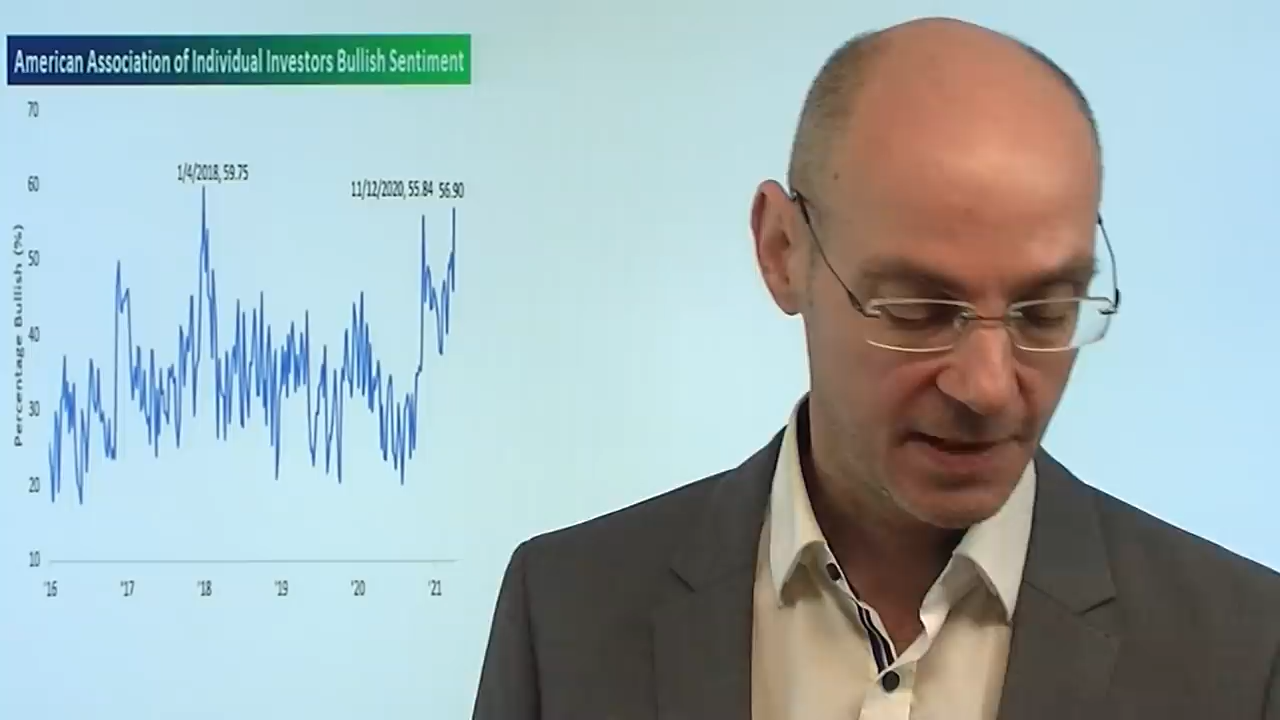 American Association of Individual Investors Bullish Sentiment
70
1/4/2018, 59.75
11/12/2020, 55.84 56.90
60
50
40
30
20
10
Percentage Bullish (%)
'16 '17 '18 '19 '20 '21